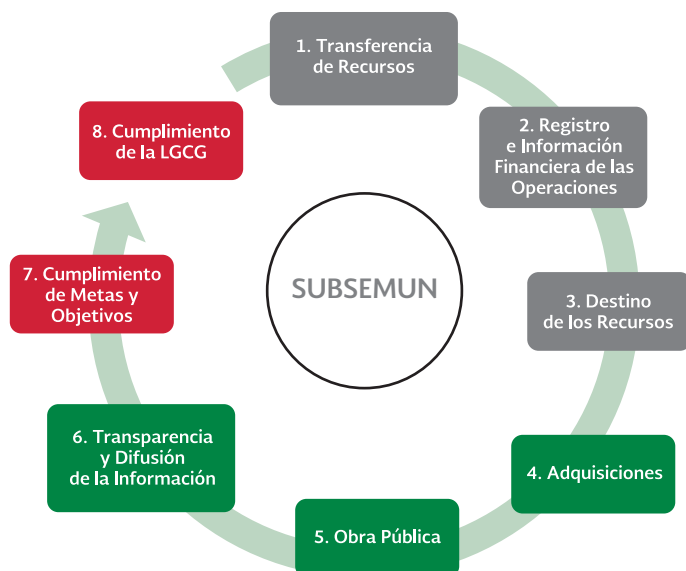 1. Transferencia
de Recursos
2. Registro
e Información
Financiera de las
Operaciones
3. Destino
de los Recursos
4. Adquisiciones
5. Obra Pública
6. Transparencia
y Difusión
de la Información
7. Cumplimiento
de Metas y
Objetivos
8. Cumplimiento
de la LGCG
SUBSEMUN